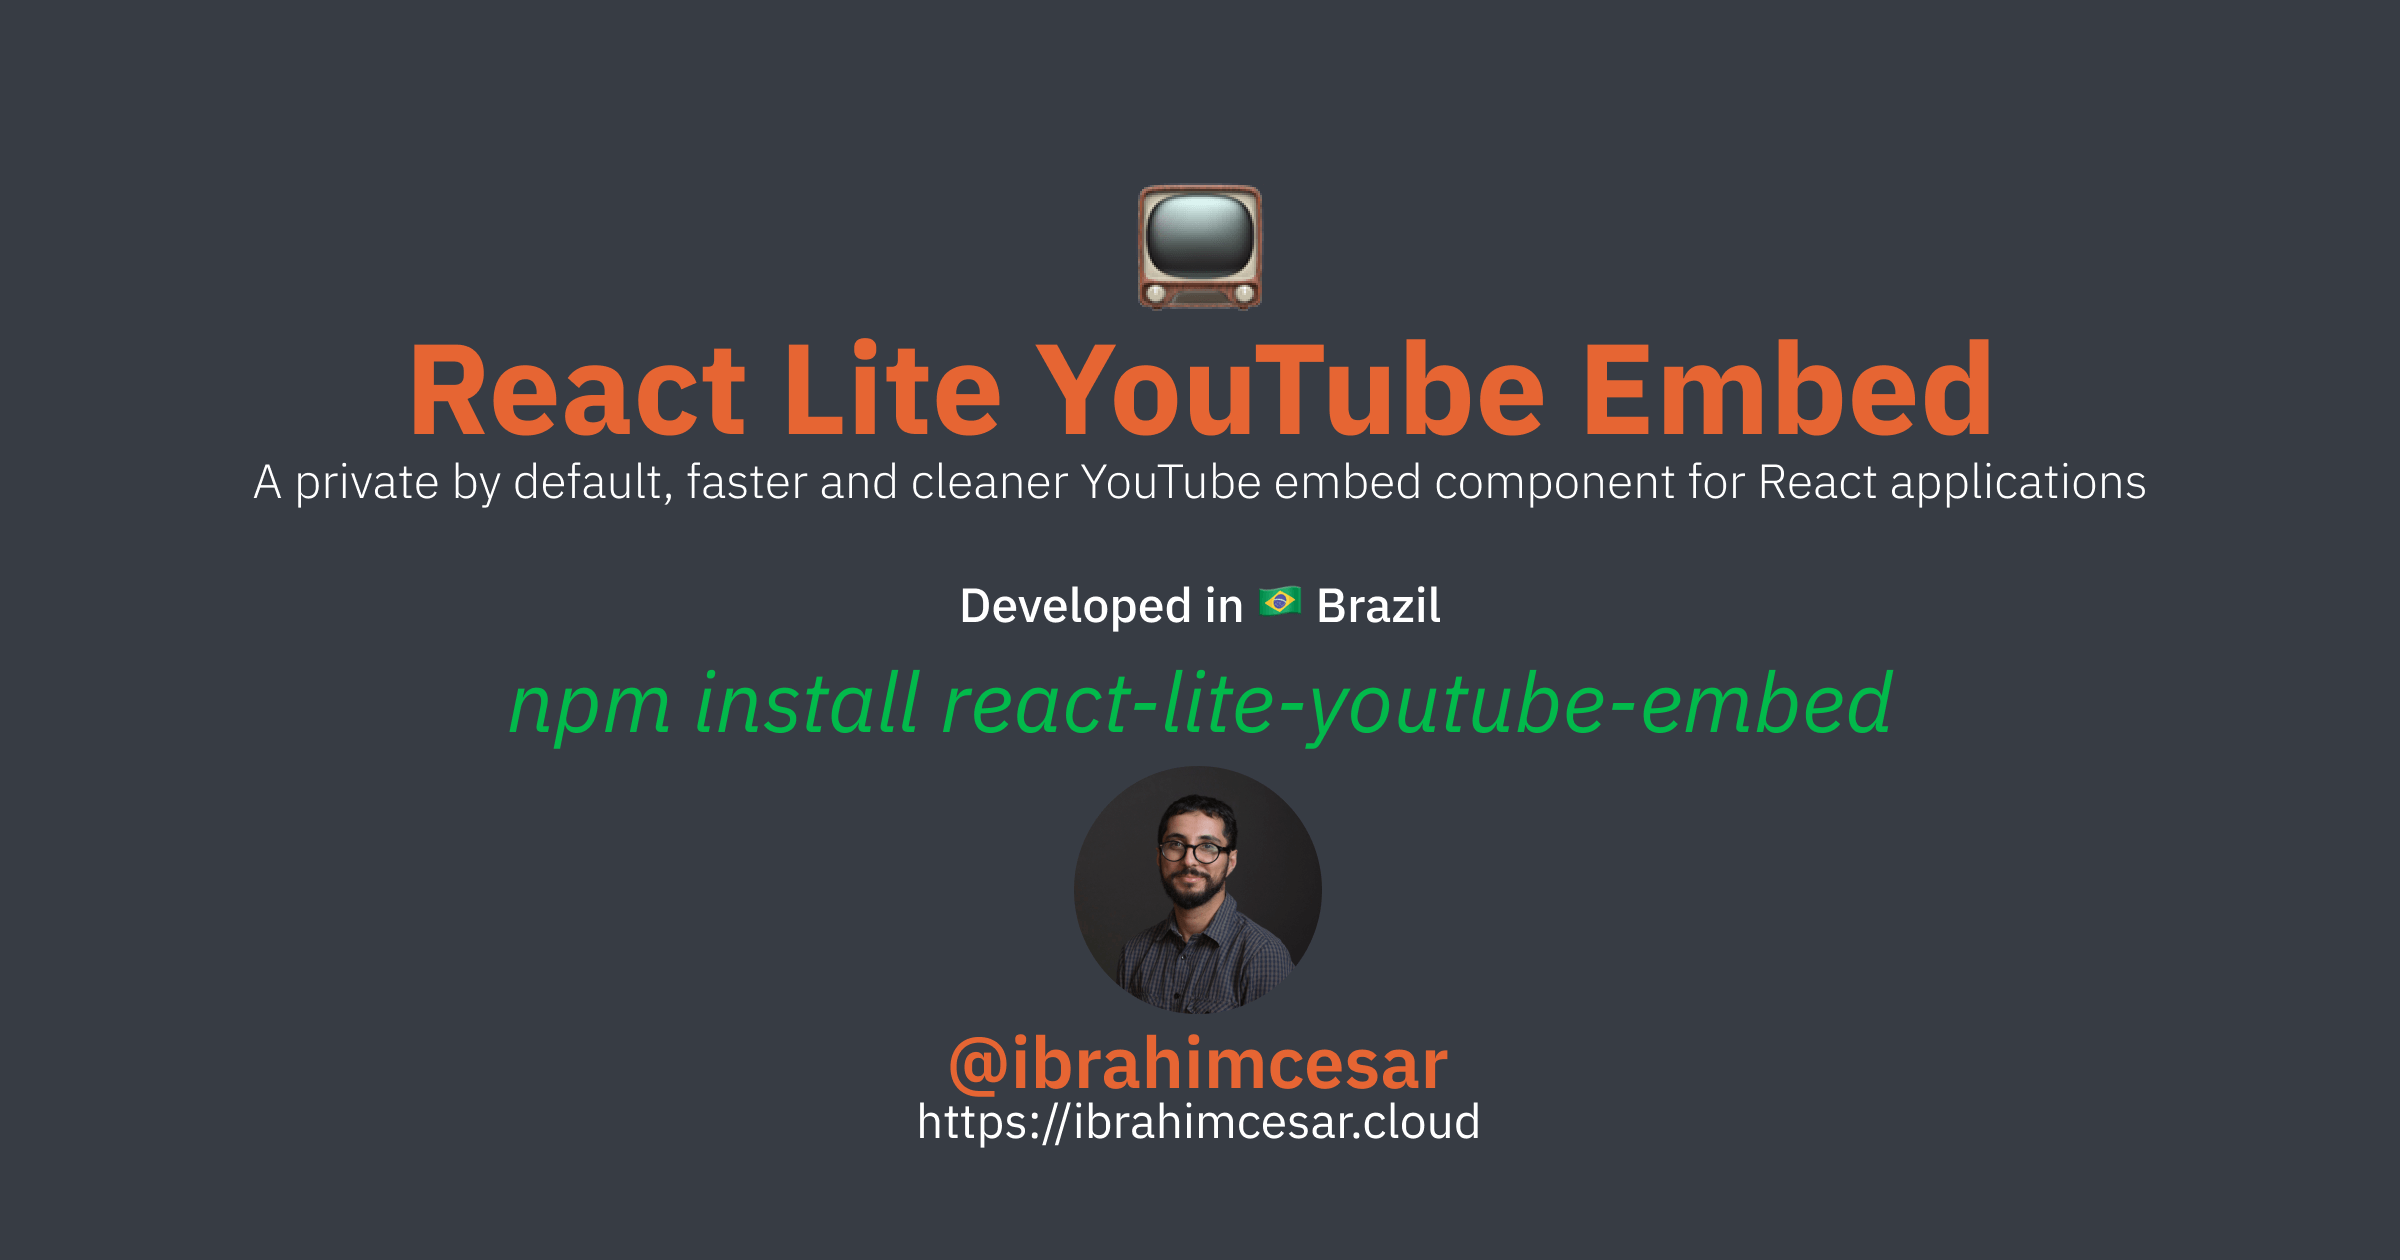 React Lite YouTube Embed
A private by default, faster and cleaner YouTube embed component for React applications
Developed in 🇧🇷 Brazil
npm install react-lite-youtube-embed
@ibrahimcesar
https://ibrahimcesar.cloud